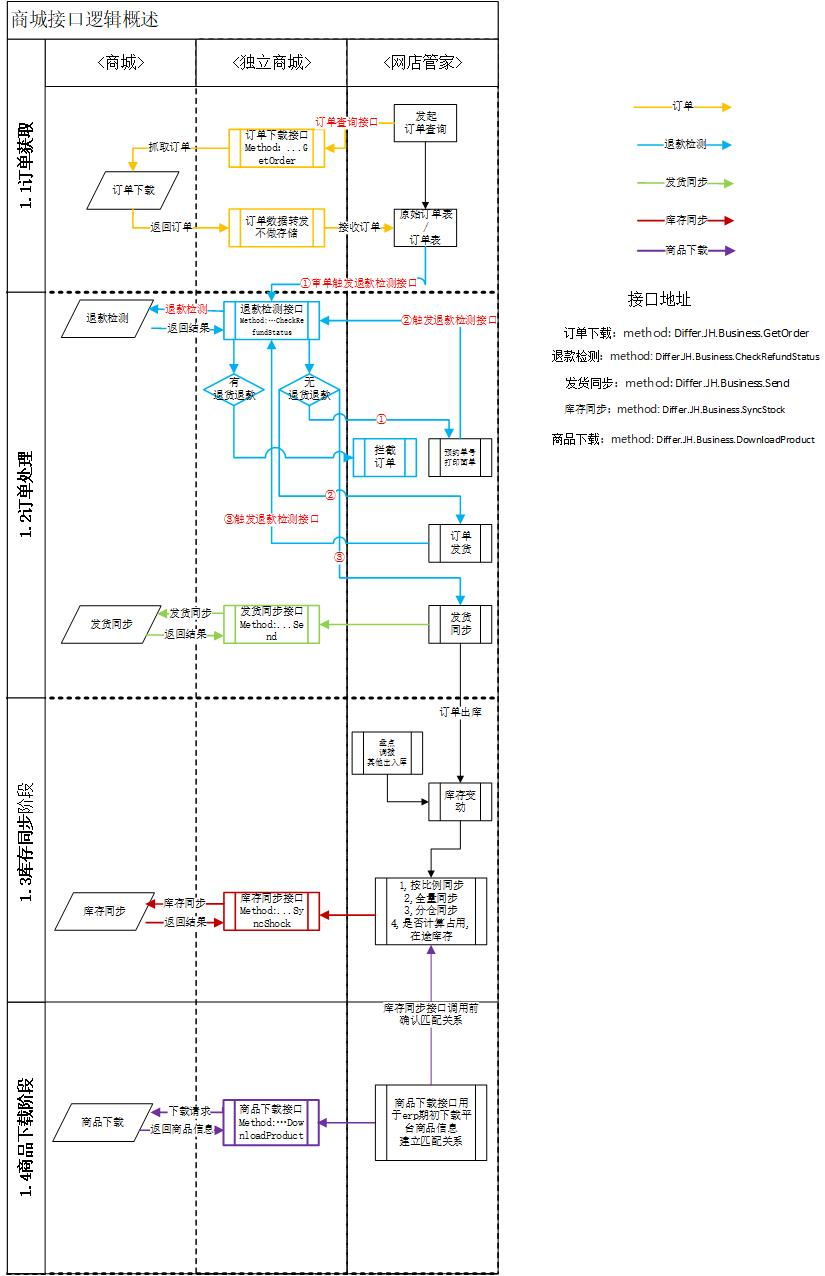 商城接口逻辑概述
<商城>
<独立商城>
<网店管家>
1.1订单获取
发起
订单查询
订单查询接口
订单下载接口
Method:...G
etOrder
抓取订单
订单下载
返回订单
订单数据转发
不做存储
接收订单
原始订单表
/
订单表
①审单触发退款检测接口
1.2订单处理
退款检测
退款检测
返回结果
退款检测接口
Method:…CheckRe
fundStatus
②触发退款检测接口
有
退货退款
无
退货退款
①
拦截
订单
预约单号
打印面单
②
③触发退款检测接口
订单
发货
③
发货同步
发货同步
返回结果
发货同步接口
Method:...Se
nd
发货
同步
订单出库
1.3库存同步阶段
盘点
调拨
其他出入库
库存变
动
1,按比例同步
2,全量同步
3,分仓同步
4,是否计算占用,
在途库存
库存同步
库存同步
返回结果
库存同步接口
Method:...Sy
ncShock
库存同步接口调用前
确认匹配关系
1.4商品下载阶段
商品下载
下载请求
返回商品信息
商品下载接口
Method:…Dow
nloadProduct
商品下载接口用
于erp期初下载平
台商品信息
建立匹配关系
订单
退款检测
发货同步
库存同步
商品下载
接口地址
订单下载：method: Differ.JH.Business.GetOrder
退款检测：method: Differ.JH.Business.CheckRefundStatus
发货同步：method: Differ.JH.Business.Send
库存同步：method: Differ.JH.Business.SyncStock
商品下载：method: Differ.JH.Business.DownloadProduct